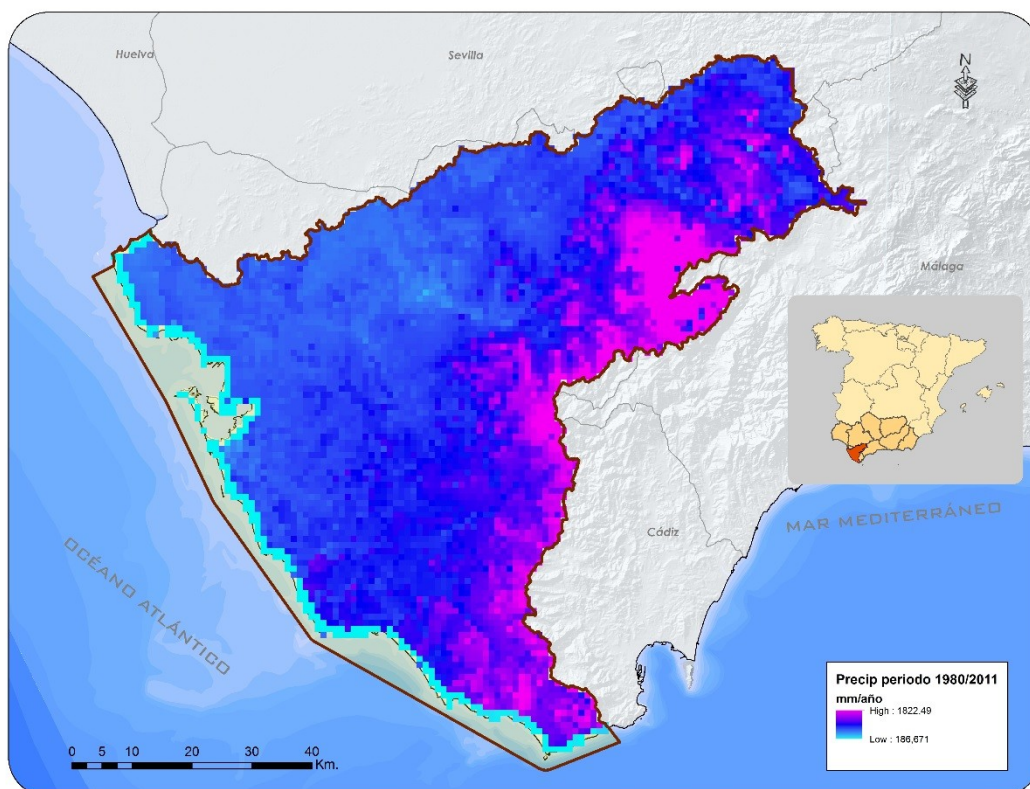 Huelva
Sevilla
N
Málaga
MAR MEDITERRÁNEO
Cádiz
OCÉANO ATLÁNTICO
Precip periodo 1980/2011
mm/año
High : 1822.49
Low : 186,671
0 5 10 20 30 40
Km.